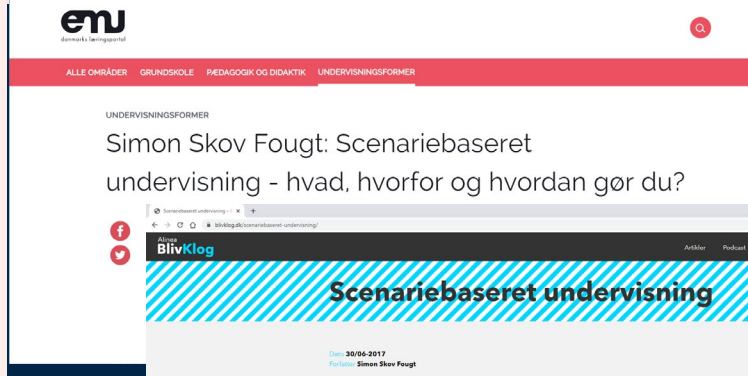 emu
danmarks læringsportal
ALLE OMRÅDER GRUNDSKOLE PÆDAGOGIK OG DIDAKTIK UNDERVISNINGSFORMER
UNDERVISNINGSFORMER
Simon Skov Fougt: Scenariebaseret
undervisning - hvad, hvorfor og hvordan gør du?
Scenariebaseret undervisning -
blivklog.dk/scenariebaseret-undervisning/
Alinea
BlivKlog
Artikler Podcast
Scenariebaseret undervisning
Dato 30/06-2017
Forfatter Simon Skov Fougt